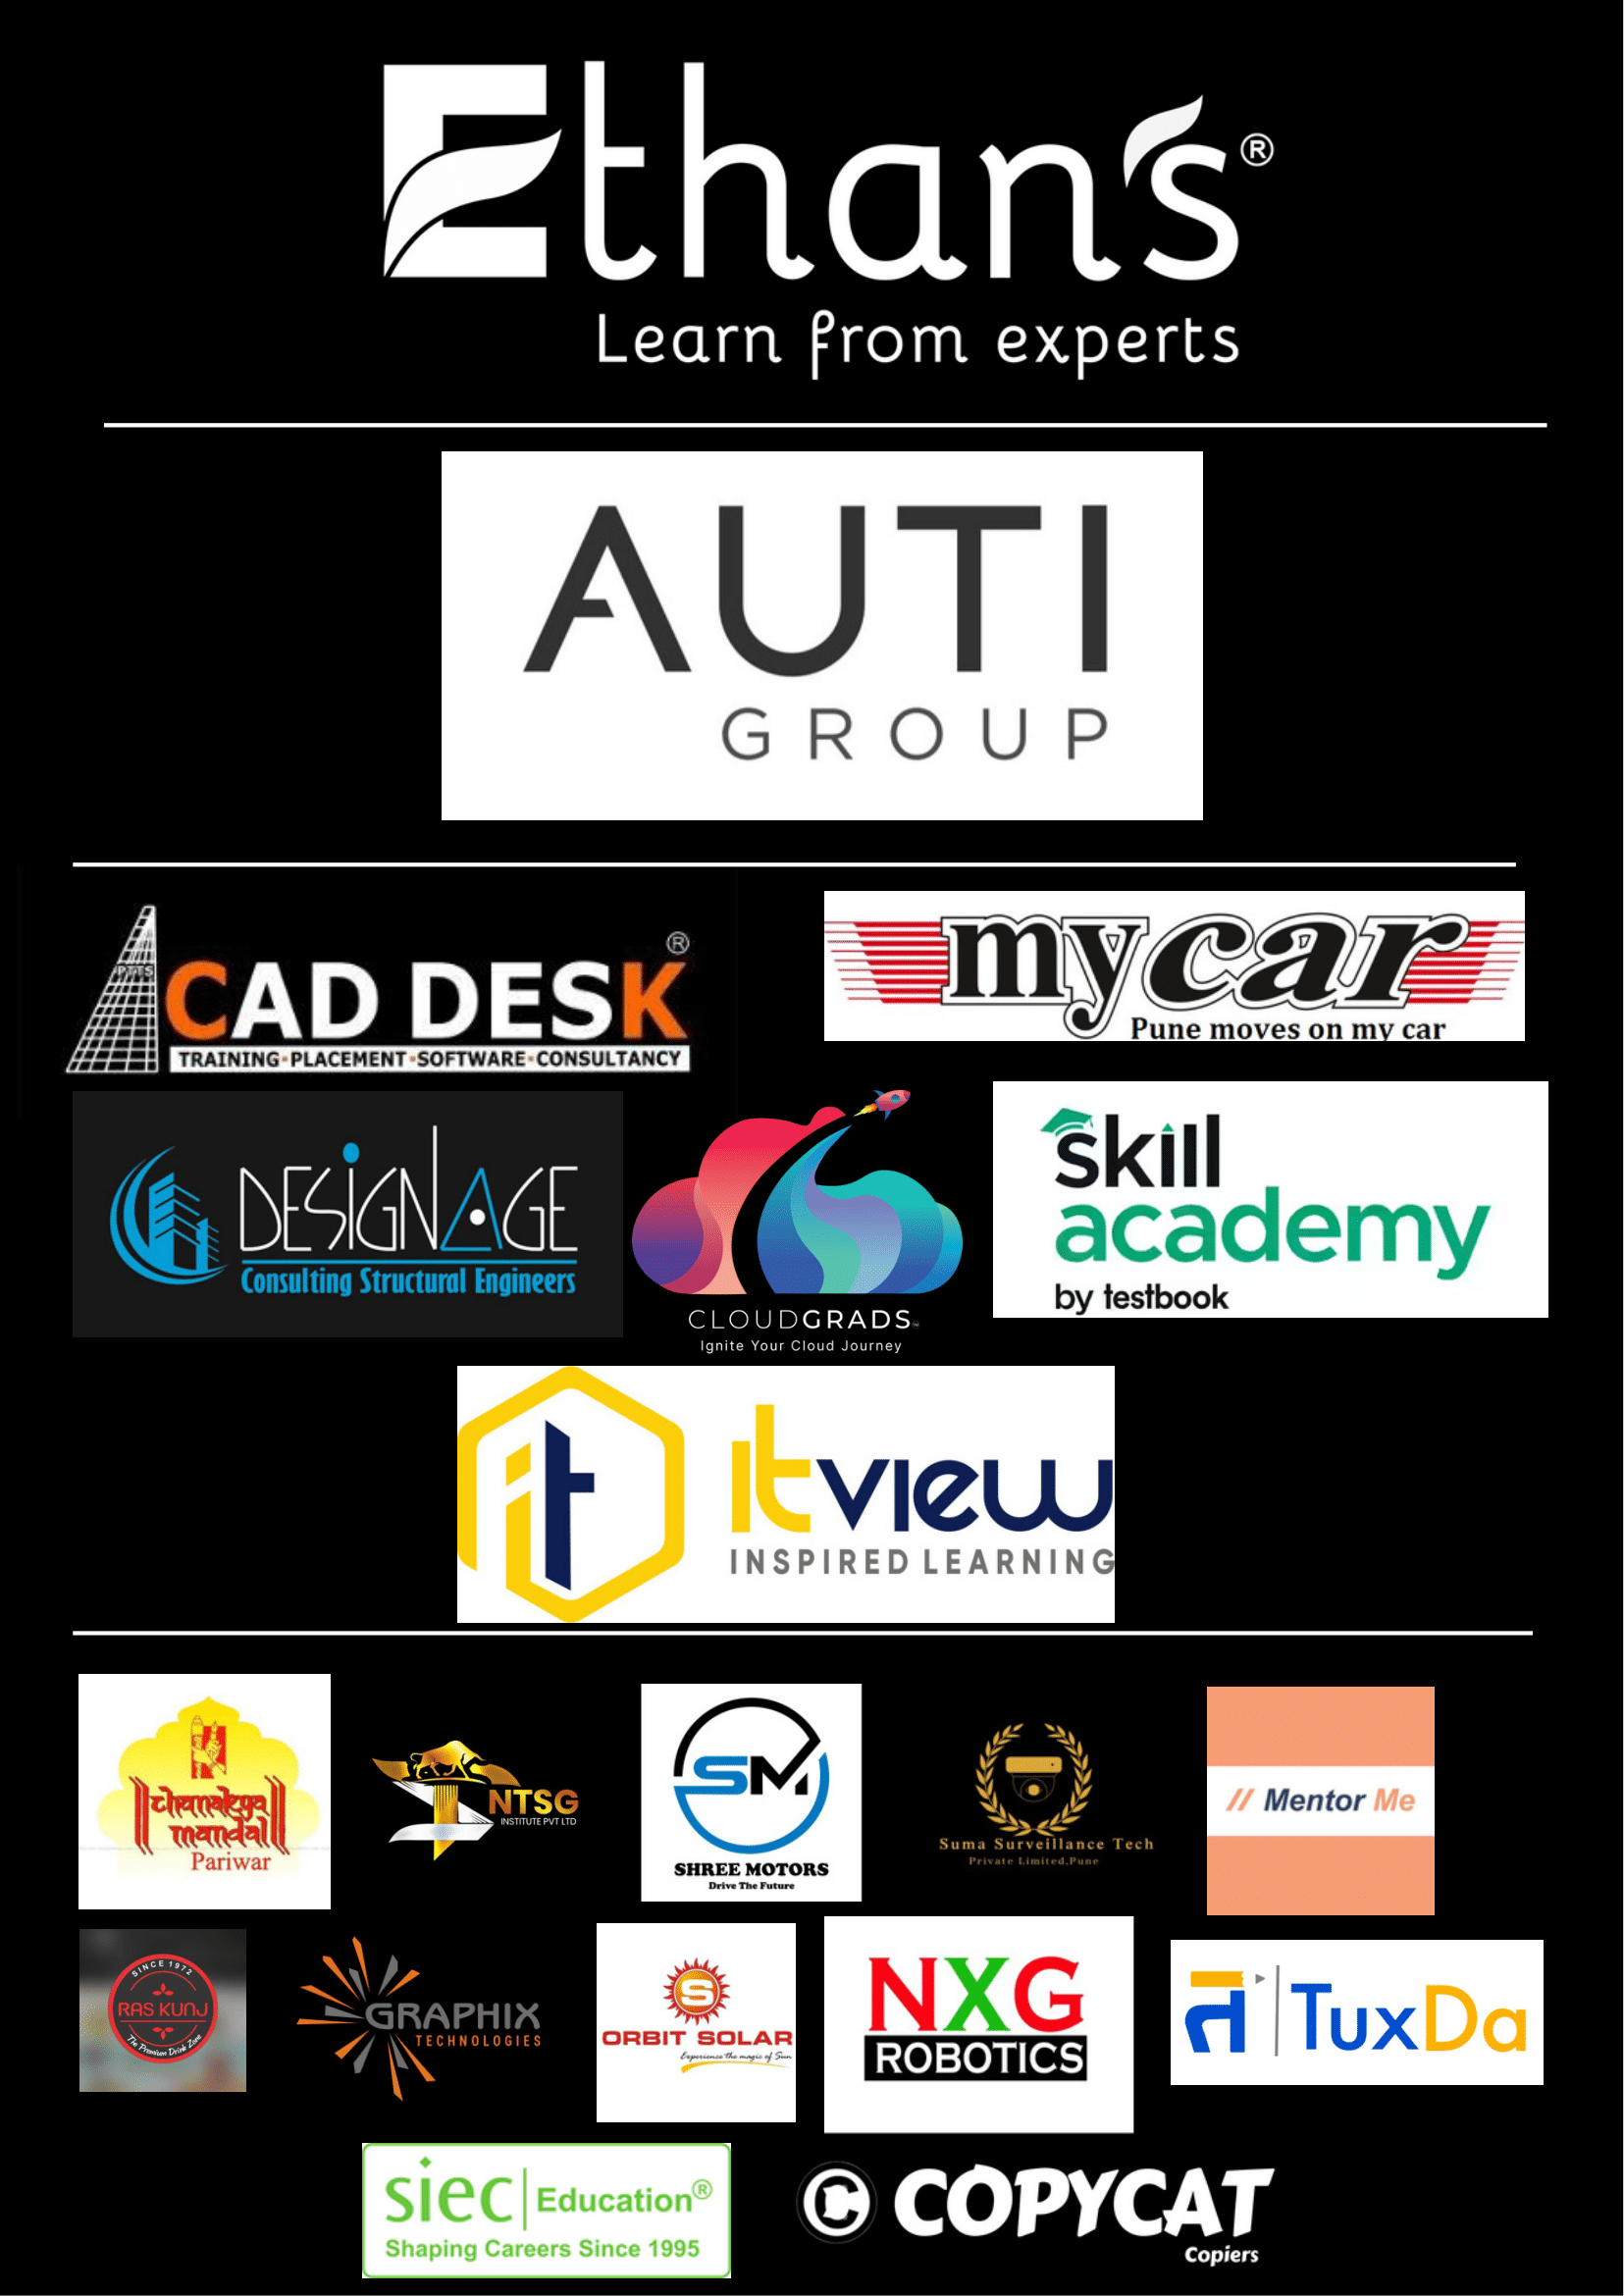 Ethan's®
Learn from experts
AUTI
GROUP
CAD DESK®
TRAINING▪PLACEMENT▪SOFTWARE▪CONSULTANCY
my car
Pune moves on my car
DESIGNAGE
Consulting Structural Engineers
CLOUDGRADS
Ignite Your Cloud Journey
skill
academy
by testbook
it
itview
INSPIRED LEARNING
chanakya
mandal
Pariwar
NTSG
INSTITUTE PVT LTD
SM
SHREE MOTORS
Drive The Future
Suma Surveillance Tech
Private Limited.Pune
// Mentor Me
SINCE 1972
RAS KUNJ
The Premium Drink Zone
GRAPHIX
TECHNOLOGIES
S
ORBIT SOLAR
Experience the magic of Sun
NXG
ROBOTICS
TuxDa
siec Education®
Shaping Careers Since 1995
COPYCAT
Copiers